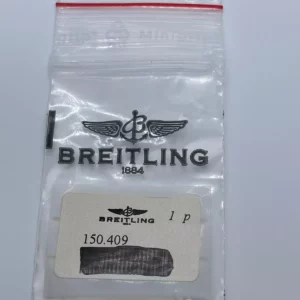 BREITLING
1884
BREITLING
1 p
150.409